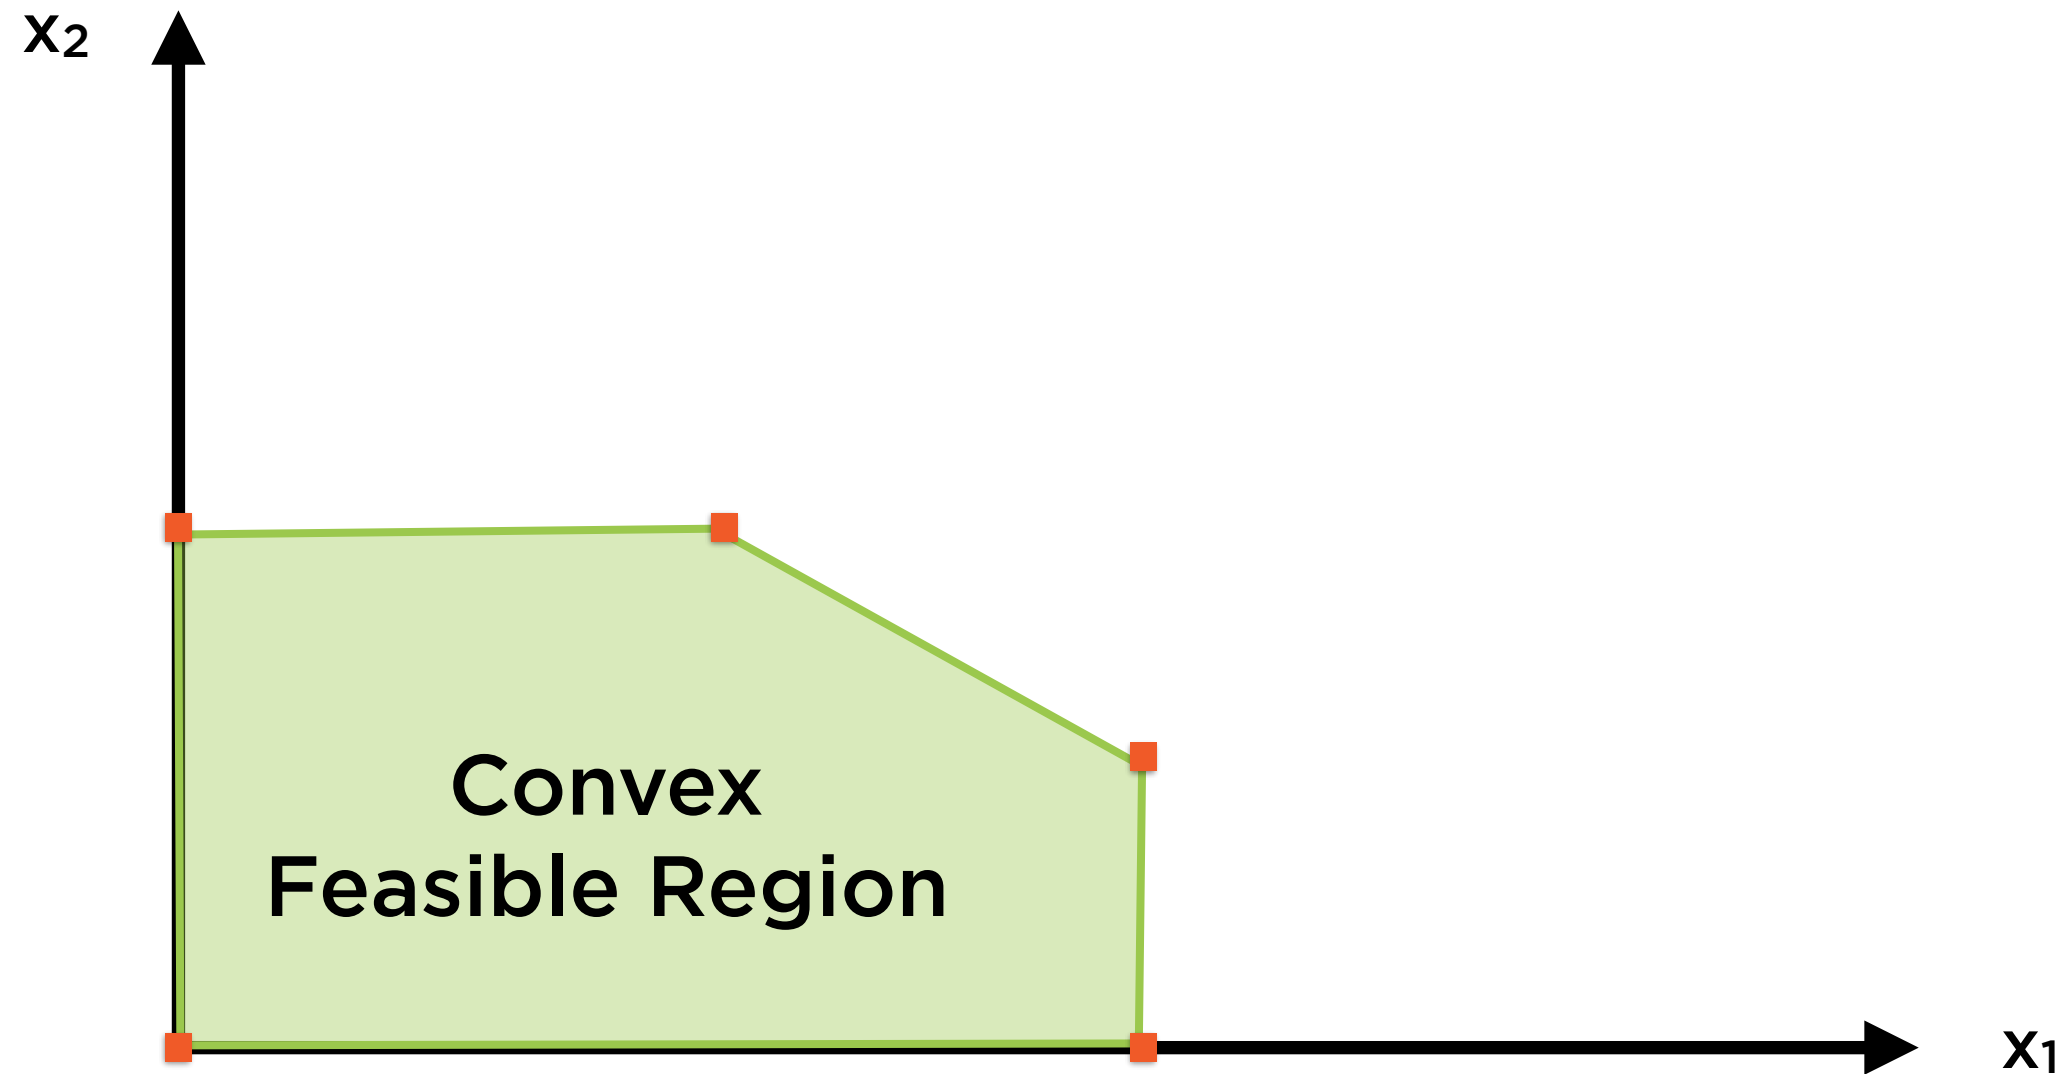 x₂
Convex
Feasible Region
x₁